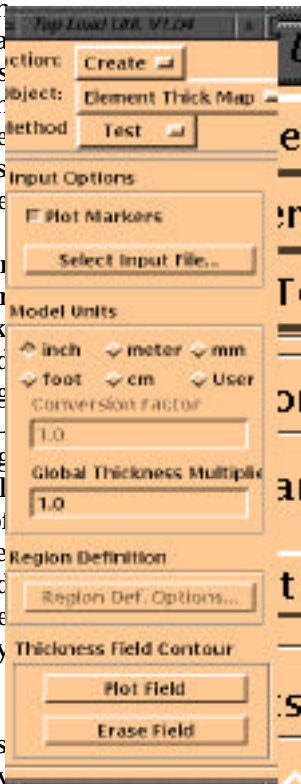 Top Load Util. V1.04
ction: Create
bject: Element Thick Map
Method Test
Input Options
Plot Markers
Select Input File...
Model Units
inch meter mm
foot cm User
Conversion Factor
1.0
Global Thickness Multiplie
1.0
Region Definition
Region Def. Options...
Thickness Field Contour
Plot Field
Erase Field